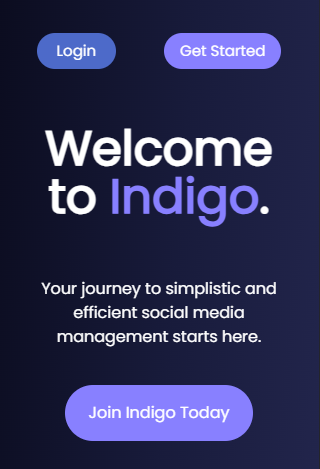 Login
Get Started
Welcome
to Indigo.
Your journey to simplistic and
efficient social media
management starts here.
Join Indigo Today